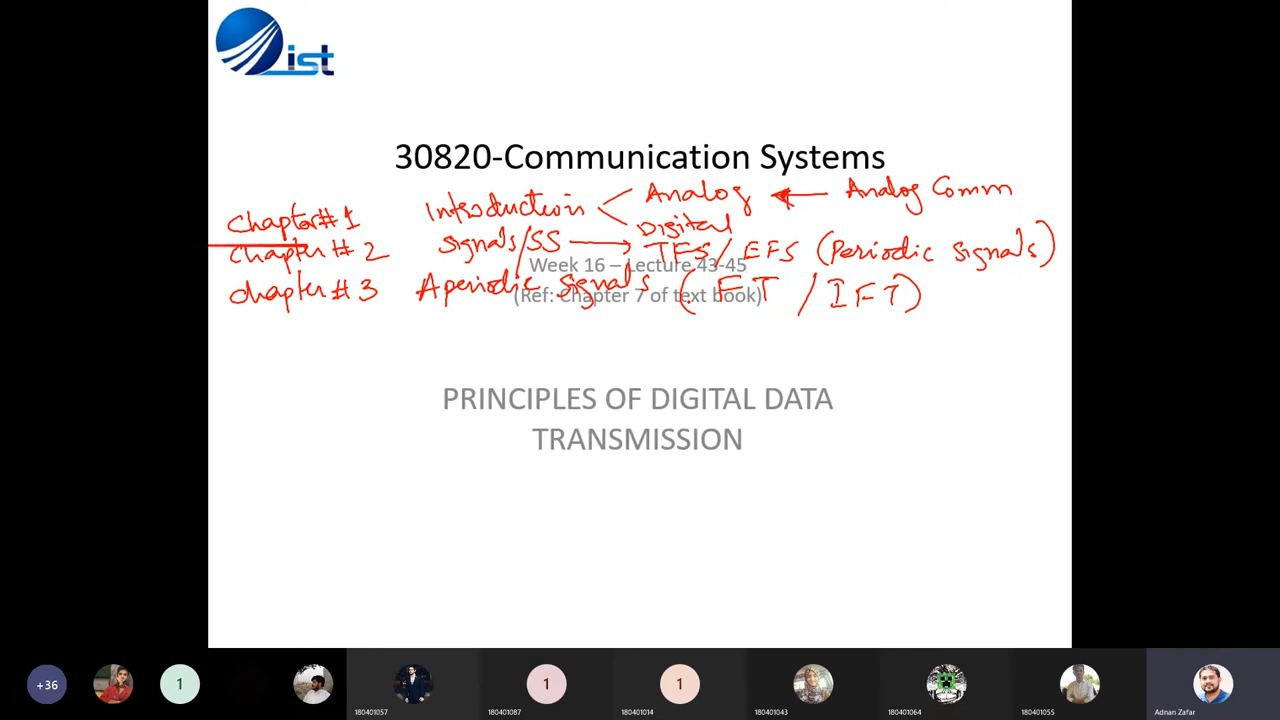 ist
30820-Communication Systems
Introduction Analog Analog Comm
Chapter# 1
Digital
Chapter # 2 Signals/SS TFS/ EFS (Periodic signals)
Week 16 – Lecture 43-45
Chapter # 3 Aperiodic signals (FT / IFT)
(Ref: Chapter 7 of text book)
PRINCIPLES OF DIGITAL DATA
TRANSMISSION
+36
1
1
1
180401057
180401087
180401014
180401043
180401064
180401055
Adnan Zafar